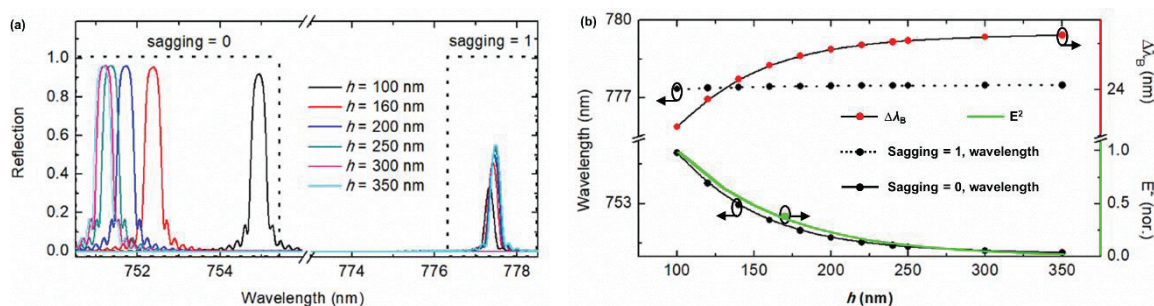 (a)
sagging = 0
sagging = 1
1.0
0.8
0.6
0.4
0.2
0.0
Reflection
h = 100 nm
h = 160 nm
h = 200 nm
h = 250 nm
h = 300 nm
h = 350 nm
752 754 774 776 778
Wavelength (nm)
(b)
780
777
753
Wavelength (nm)
ΔλB
E²
Sagging = 1, wavelength
Sagging = 0, wavelength
24
ΔλB (nm)
1.0
0.5
0.0
E² (nor.)
100 150 200 250 300 350
h (nm)